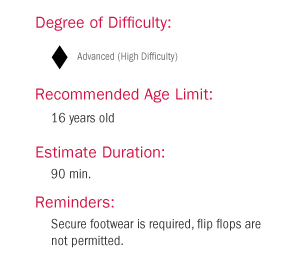 Degree of Difficulty:
Advanced (High Difficulty)
Recommended Age Limit:
16 years old
Estimate Duration:
90 min.
Reminders:
Secure footwear is required, flip flops are
not permitted.